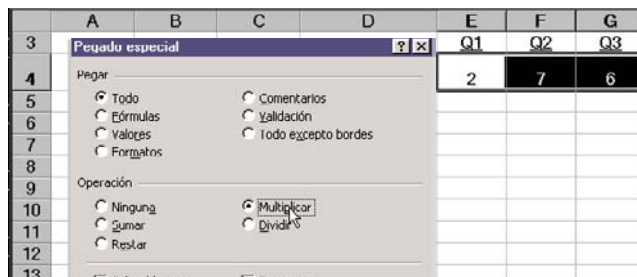 A B C D E F G
3 Pegado especial ? × Q1 Q2 Q3
4 Pegar 2 7 6
5 Todo Comentarios
6 Fórmulas Validación
7 Valores Todo excepto bordes
8 Formatos
9 Operación
10 Ninguna Multiplicar
11 Sumar Dividir
12 Restar
13